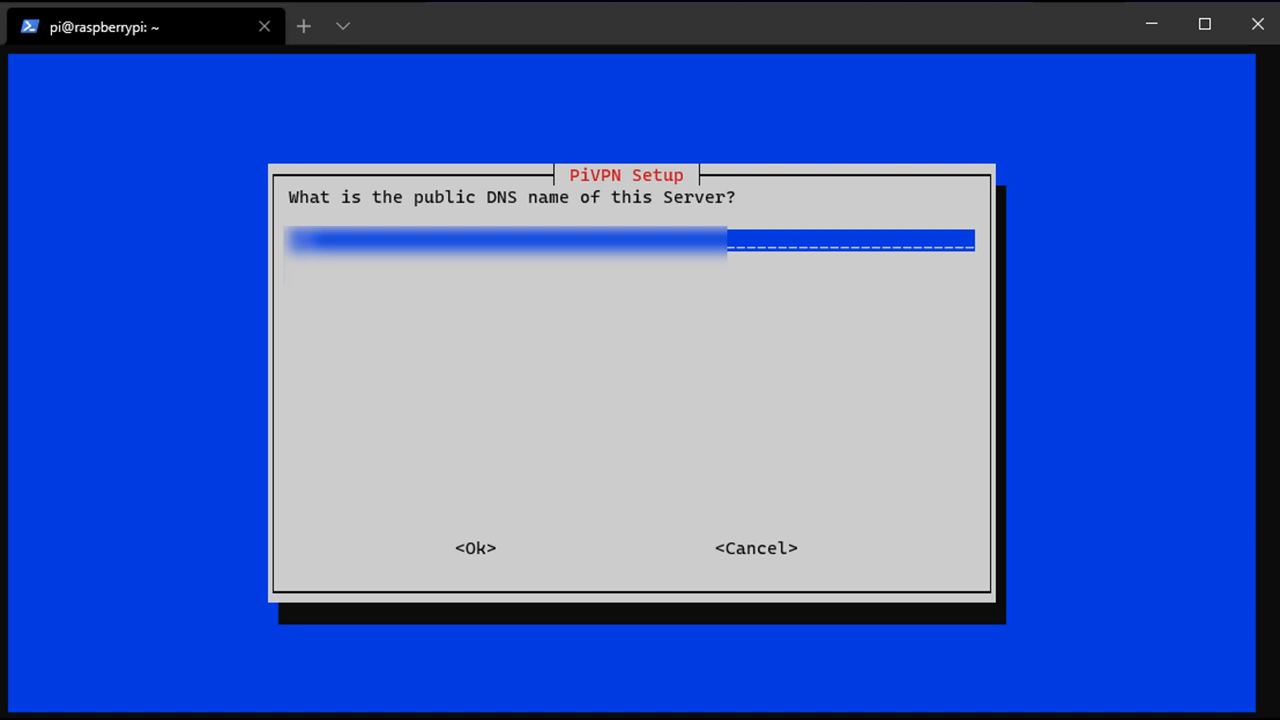 pi@raspberrypi: ~
PiVPN Setup
What is the public DNS name of this Server?
<Ok> <Cancel>